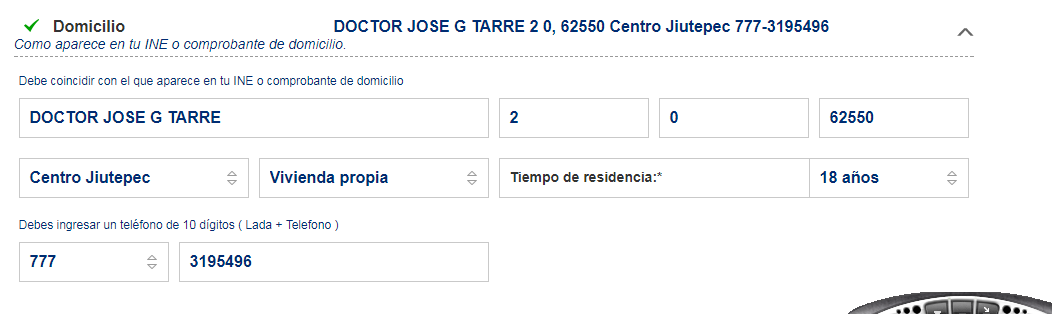 Domicilio DOCTOR JOSE G TARRE 2 0, 62550 Centro Jiutepec 777-3195496
Como aparece en tu INE o comprobante de domicilio.
Debe coincidir con el que aparece en tu INE o comprobante de domicilio
DOCTOR JOSE G TARRE 2 0 62550
Centro Jiutepec Vivienda propia Tiempo de residencia:* 18 años
Debes ingresar un teléfono de 10 dígitos ( Lada + Telefono )
777 3195496